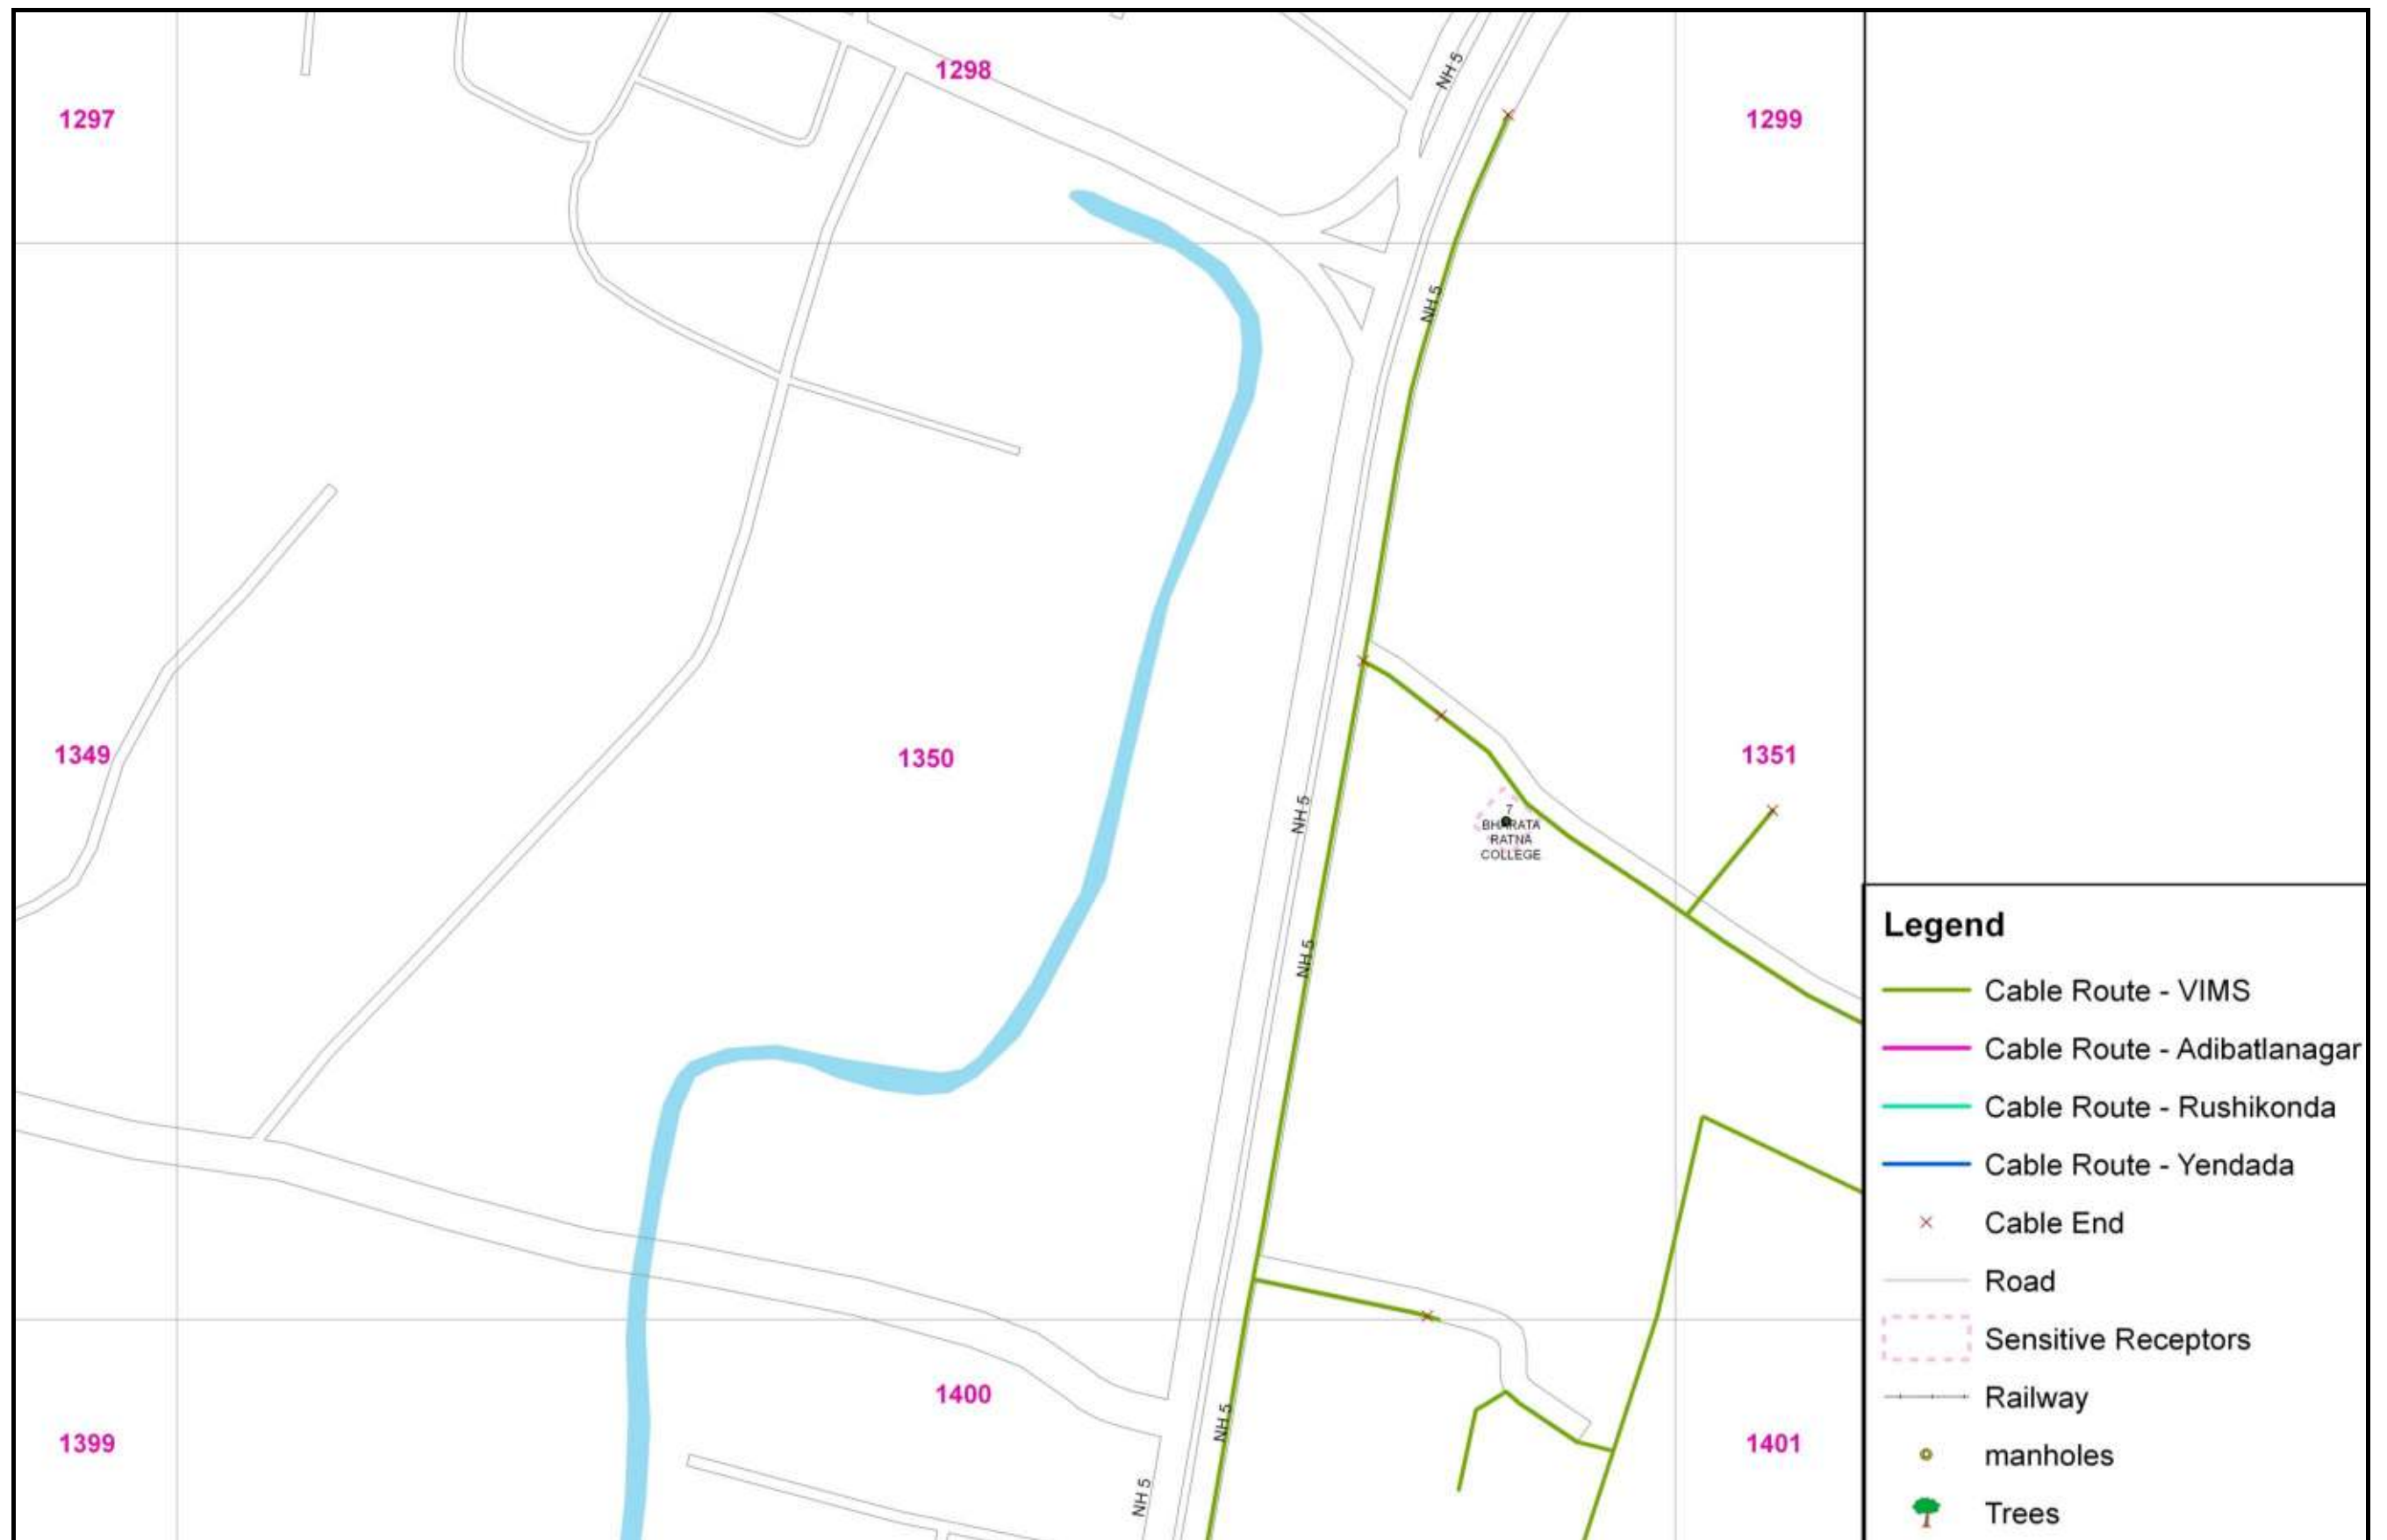 NH 5
1298
1297
1299
NH 5
1349
1350
1351
NH 5
7
BHARATA
RATNA
COLLEGE
NH 5
1400
1399
1401
NH 5
NH 5
Legend
Cable Route - VIMS
Cable Route - Adibatlanagar
Cable Route - Rushikonda
Cable Route - Yendada
Cable End
Road
Sensitive Receptors
Railway
manholes
Trees